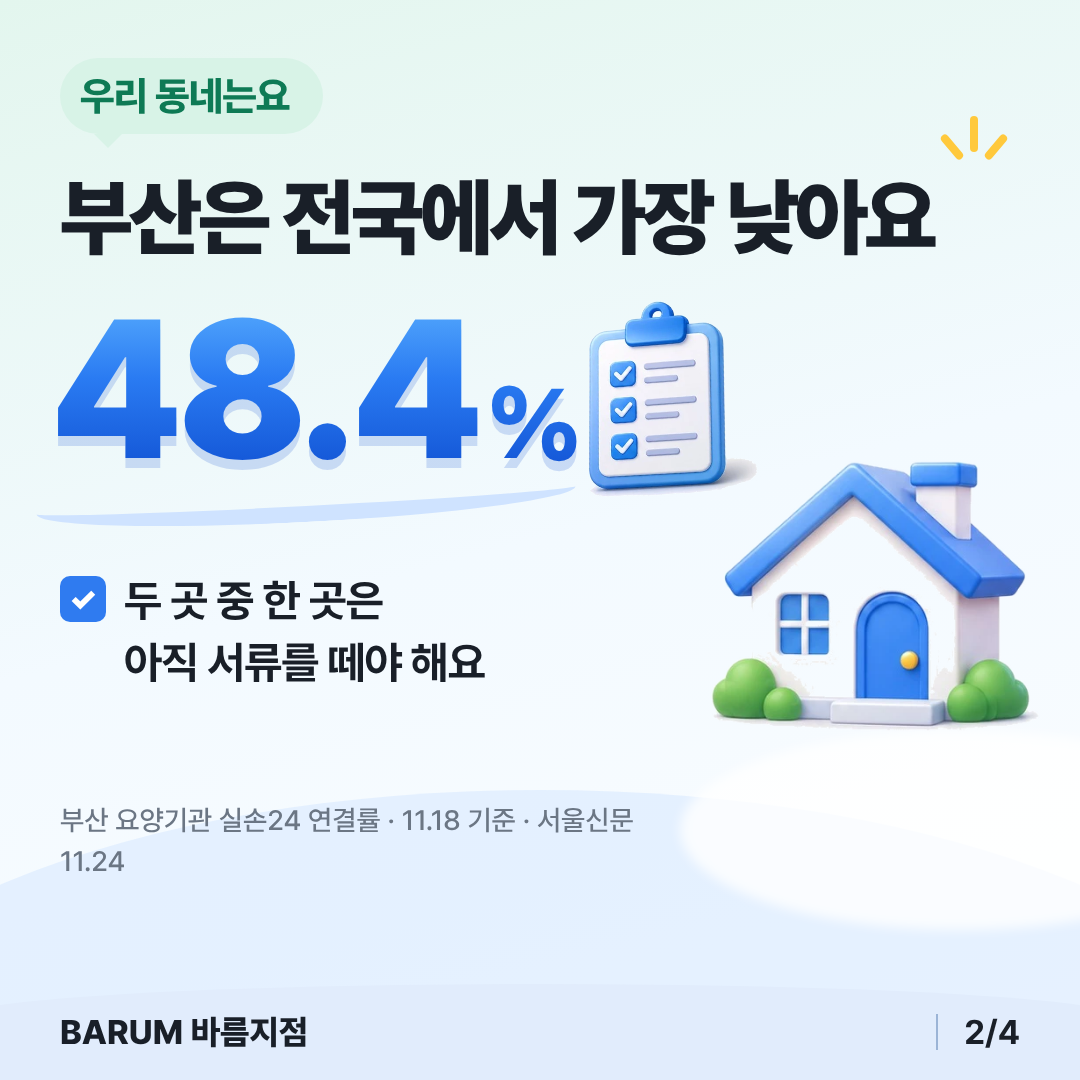 우리 동네는요
부산은 전국에서 가장 낮아요
48.4%
두 곳 중 한 곳은
아직 서류를 떼야 해요
부산 요양기관 실손24 연결률 · 11.18 기준 · 서울신문
11.24
BARUM 바름지점
2/4